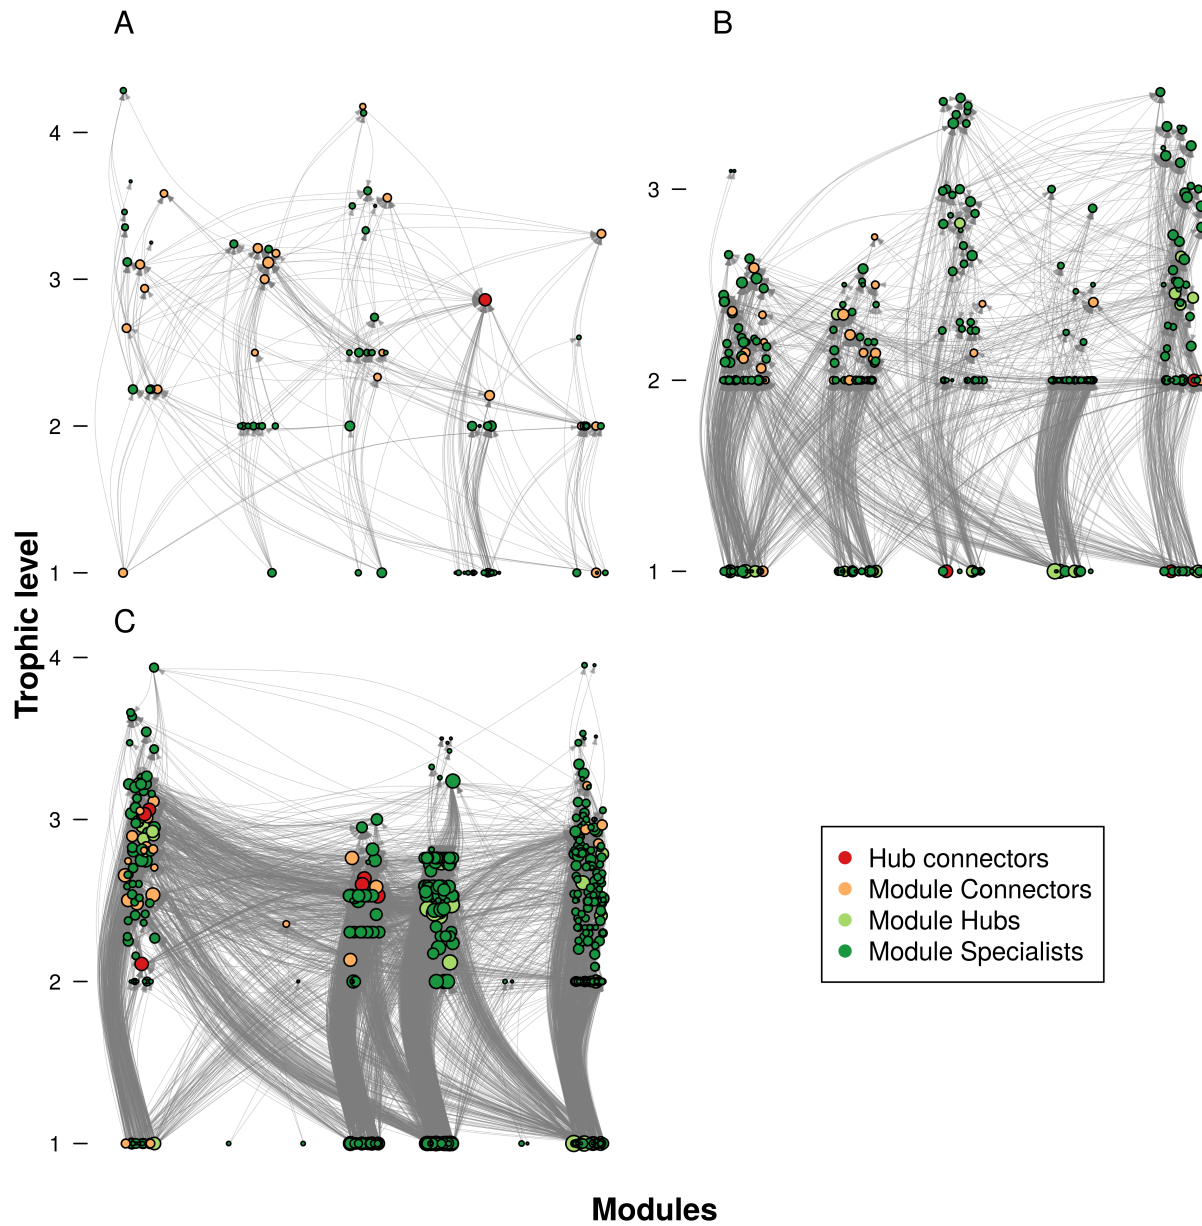 A
B
4
3
2
1
3
2
1
Trophic level
C
4
3
2
1
Hub connectors
Module Connectors
Module Hubs
Module Specialists
Modules